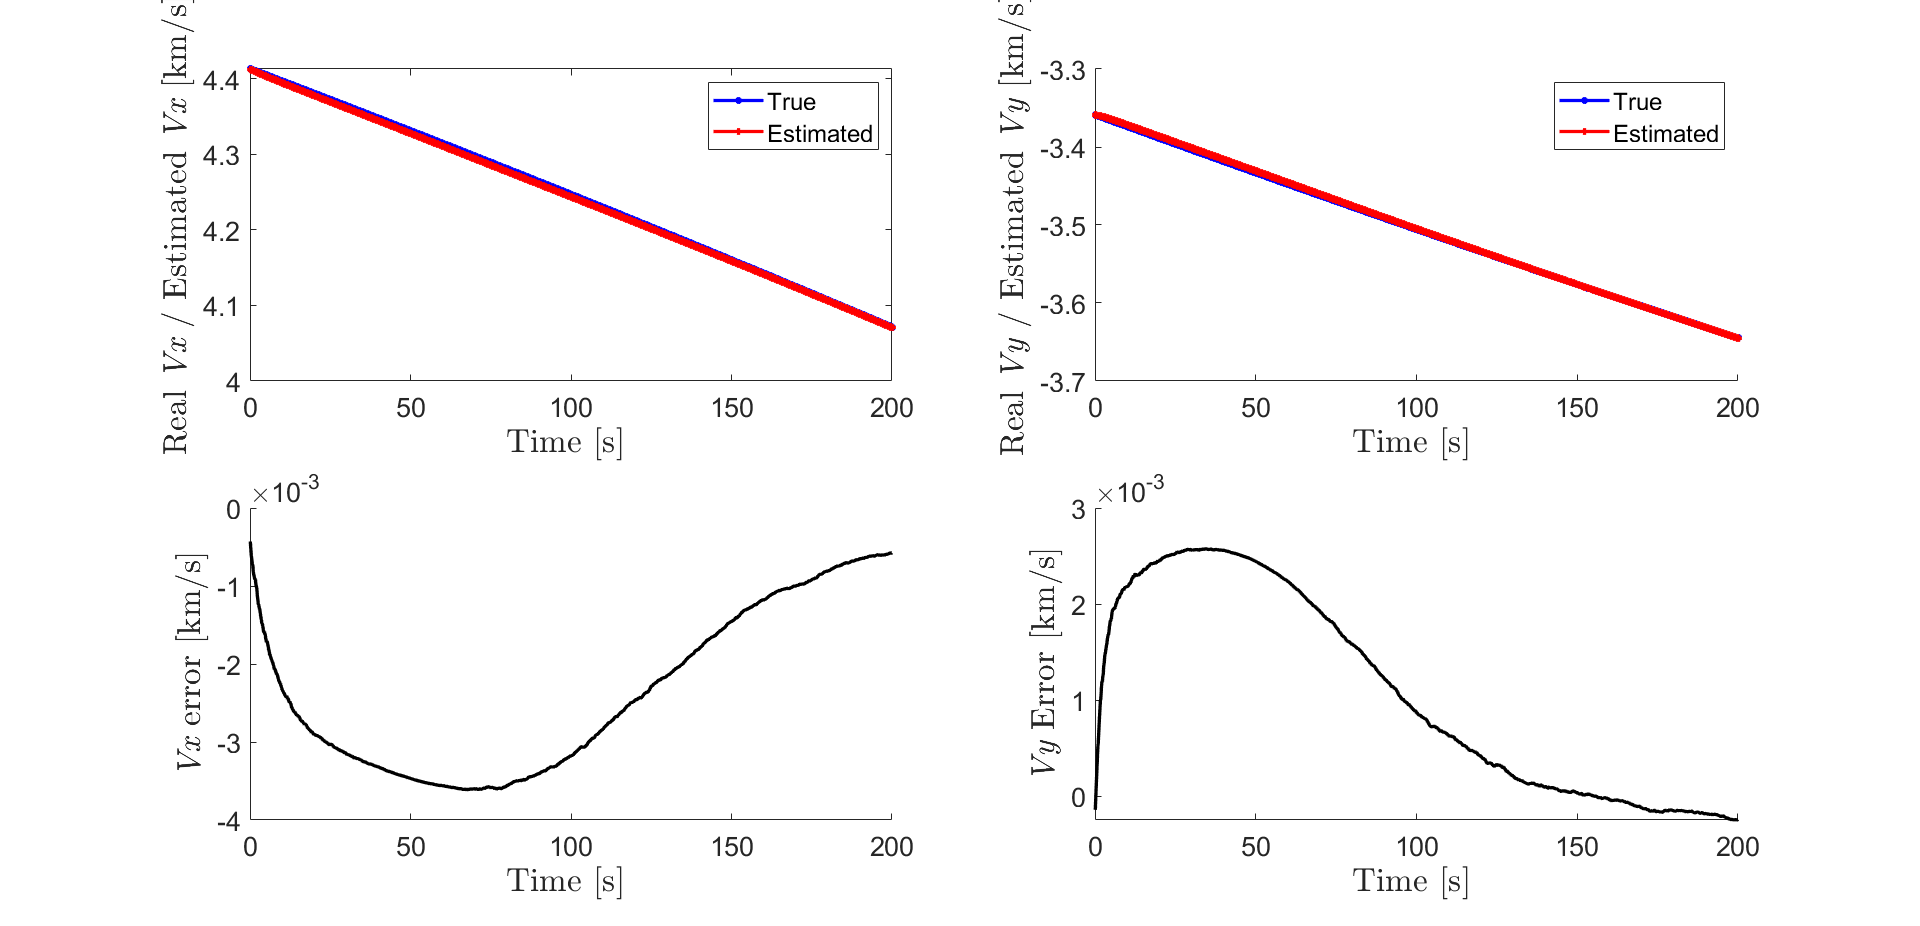 Real Vx / Estimated Vx [km/s]
4.4
4.3
4.2
4.1
4
0 50 100 150 200
Time [s]
True
Estimated
Real Vy / Estimated Vy [km/s]
-3.3
-3.4
-3.5
-3.6
-3.7
0 50 100 150 200
Time [s]
True
Estimated
×10-3
Vx error [km/s]
0
-1
-2
-3
-4
0 50 100 150 200
Time [s]
×10-3
Vy Error [km/s]
3
2
1
0
0 50 100 150 200
Time [s]